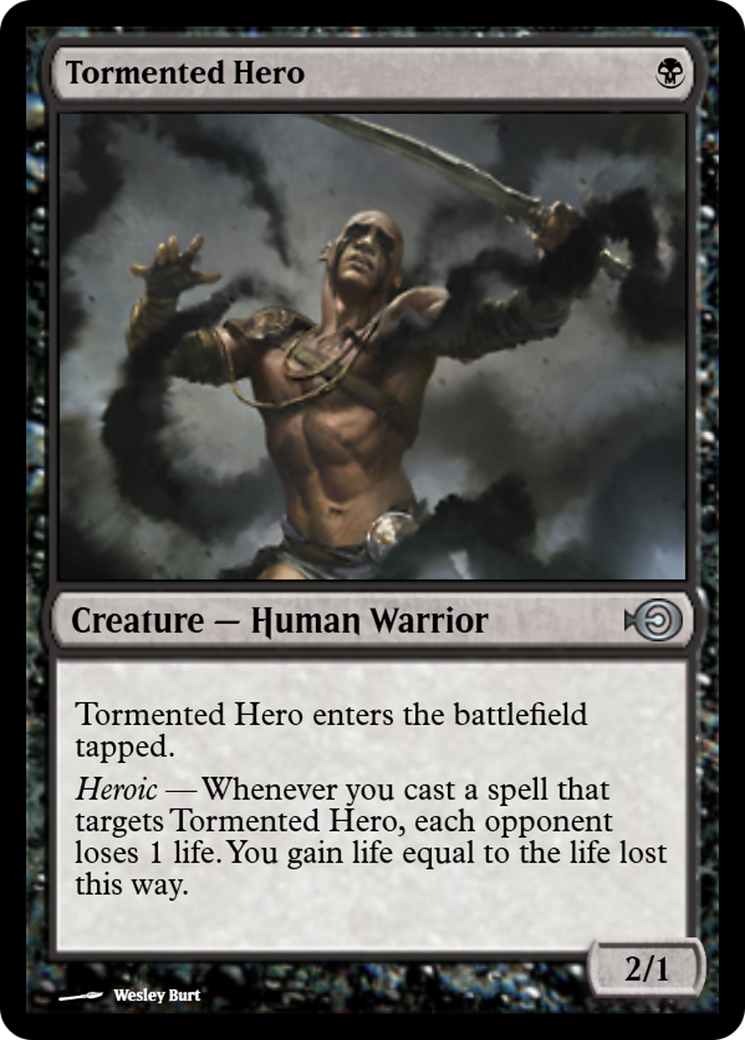 Tormented Hero
Creature — Human Warrior
Tormented Hero enters the battlefield
tapped.
Heroic — Whenever you cast a spell that
targets Tormented Hero, each opponent
loses 1 life. You gain life equal to the life lost
this way.
2/1
Wesley Burt